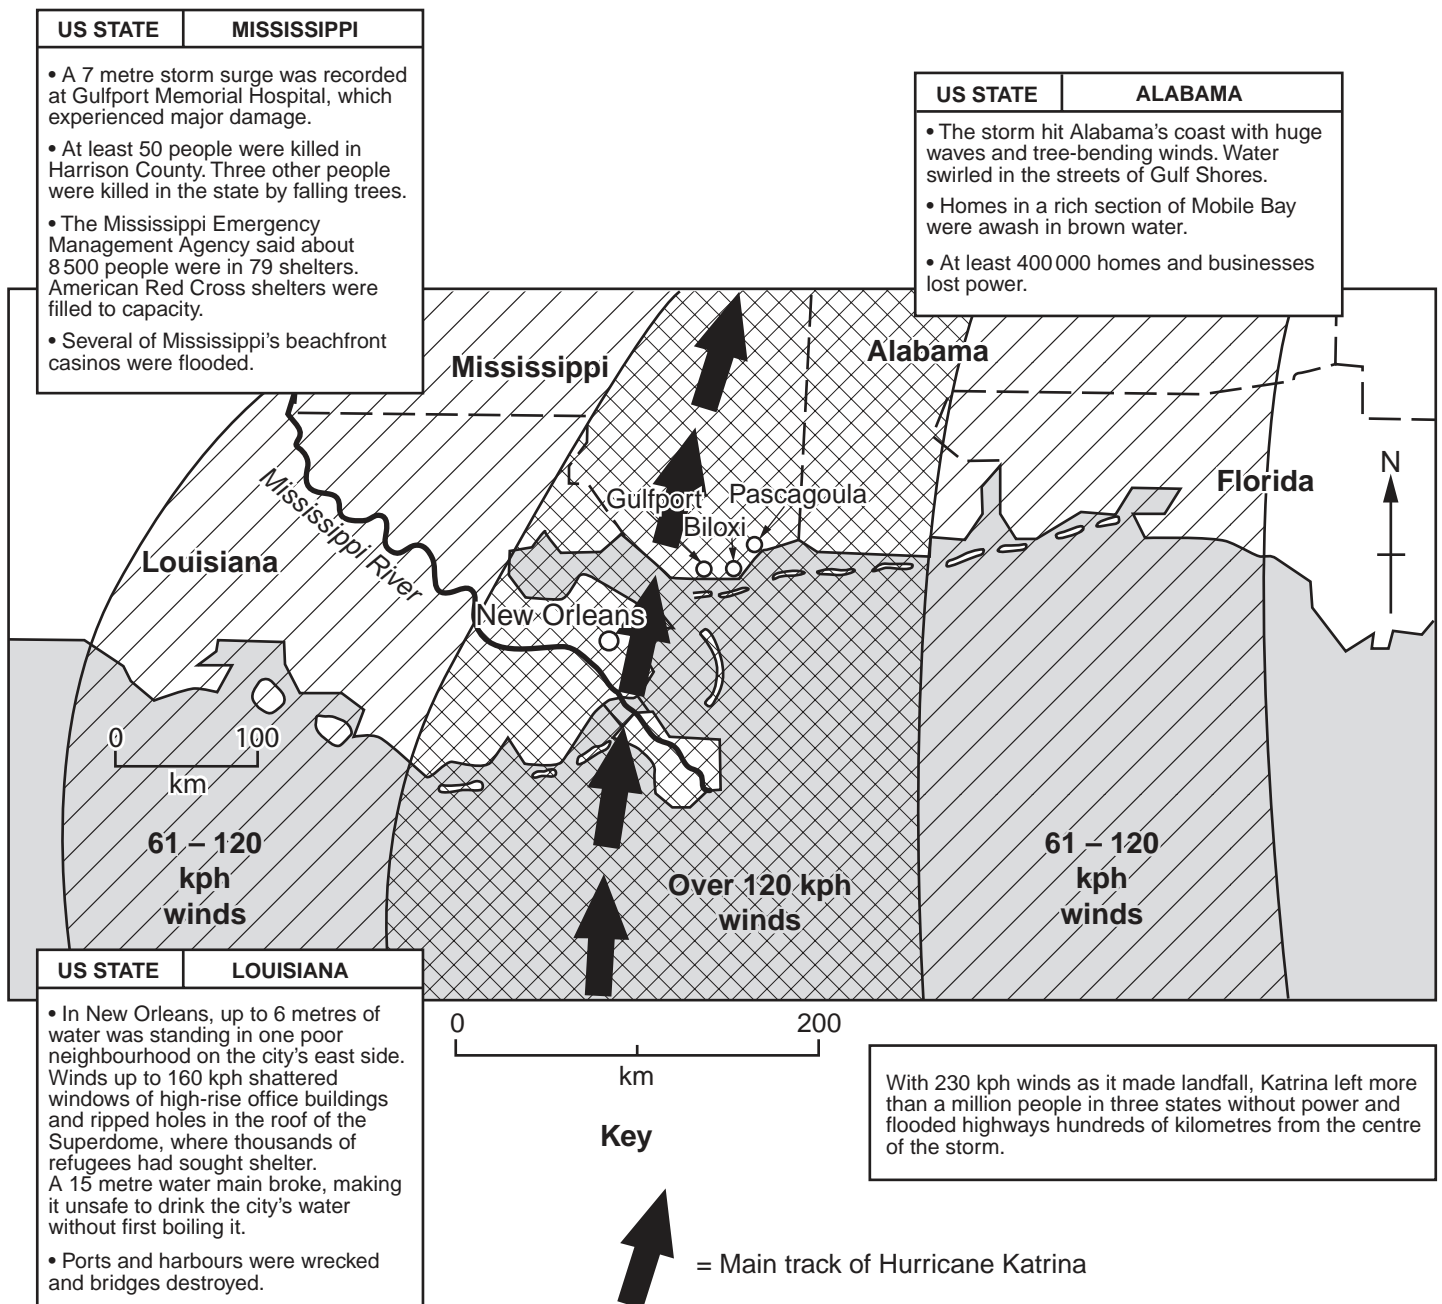 US STATE MISSISSIPPI
• A 7 metre storm surge was recorded
at Gulfport Memorial Hospital, which
experienced major damage.
• At least 50 people were killed in
Harrison County. Three other people
were killed in the state by falling trees.
• The Mississippi Emergency
Management Agency said about
8 500 people were in 79 shelters.
American Red Cross shelters were
filled to capacity.
• Several of Mississippi's beachfront
casinos were flooded.
US STATE ALABAMA
• The storm hit Alabama's coast with huge
waves and tree-bending winds. Water
swirled in the streets of Gulf Shores.
• Homes in a rich section of Mobile Bay
were awash in brown water.
• At least 400 000 homes and businesses
lost power.
Mississippi
Alabama
Mississippi River
Gulfport
Pascagoula
Biloxi
Florida
N
Louisiana
New Orleans
0 100
km
61 – 120
kph
winds
Over 120 kph
winds
61 – 120
kph
winds
US STATE LOUISIANA
• In New Orleans, up to 6 metres of
water was standing in one poor
neighbourhood on the city's east side.
Winds up to 160 kph shattered
windows of high-rise office buildings
and ripped holes in the roof of the
Superdome, where thousands of
refugees had sought shelter.
A 15 metre water main broke, making
it unsafe to drink the city's water
without first boiling it.
• Ports and harbours were wrecked
and bridges destroyed.
0 200
km
With 230 kph winds as it made landfall, Katrina left more
than a million people in three states without power and
flooded highways hundreds of kilometres from the centre
of the storm.
Key
= Main track of Hurricane Katrina